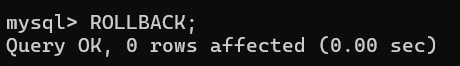 mysql> ROLLBACK;
Query OK, 0 rows affected (0.00 sec)